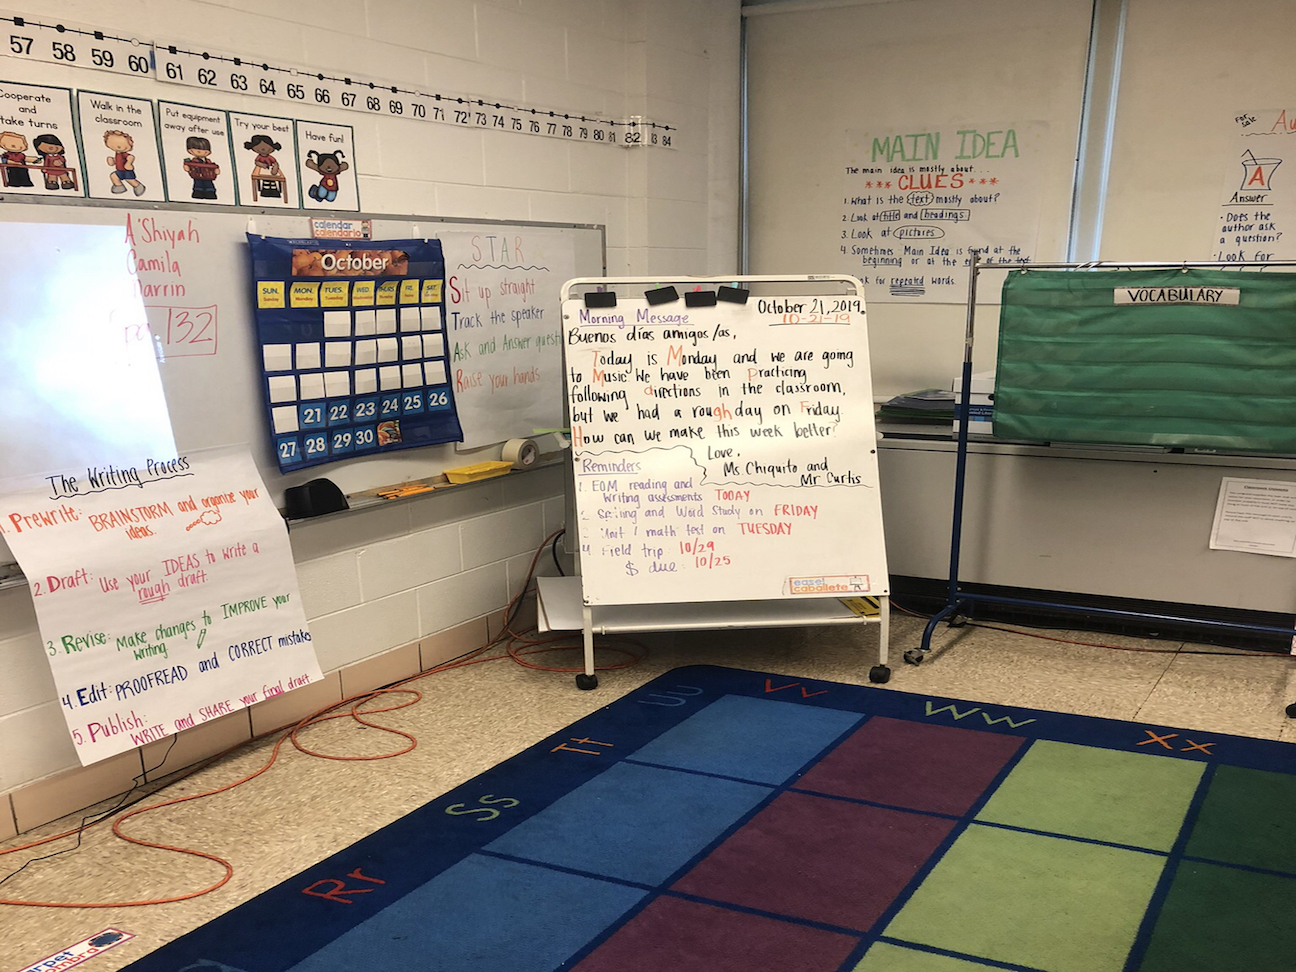 57 58 59 60 61 62 63 64 65 66 67 68 69 70 71 72 73 74 75 76 77 78 79 80 81 82 83 84
Cooperate
and
take turns
Walk in the
classroom
Put equipment
away after use
Try your best
Have fun!
A'Shiyah
Camila
132
calendar
calendario
October
SUN. MON. TUES. WED. THURS. FRI. SAT.
21 22 23 24 25 26
27 28 29 30
STAR
Sit up straight
Track the speaker
Ask and Answer quest
Raise your hands
The Writing Process
1. Prewrite: BRAINSTORM and organize your
ideas.
2. Draft: Use your IDEAS to write a
rough draft.
3. Revise: Make changes to IMPROVE your
writing
4. Edit: PROOFREAD and CORRECT mistakes
5. Publish:
WRITE and SHARE your final draft.
October 21, 2019
Morning Message 10-21-19
Buenos días amigos/as,
Today is Monday and we are going
to Music. We have been Practicing
following directions in the classroom,
but we had a rough day on Friday.
How can we make this week better?
Love,
Ms. Chiquito and
Mr Curtis
Reminders
1. EOM reading and
writing assessments TODAY
2. Spelling and Word Study on FRIDAY
Unit 1 math test on TUESDAY
4. Field trip 10/29
$ due: 10/25
easel
caballete
MAIN IDEA
The main idea is mostly about....
*** CLUES ***
1. What is the text mostly about?
2. Look at title and headings
3. Look at pictures
4. Sometimes Main Idea is found at the
beginning or at the end of the text
for repeated words.
For
Sale
Au
A
Answer
• Does the
author ask
a question?
• Look for
VOCABULARY
Uu Vv Ww Xx
Tt
Ss
Rr
arpet
ombra